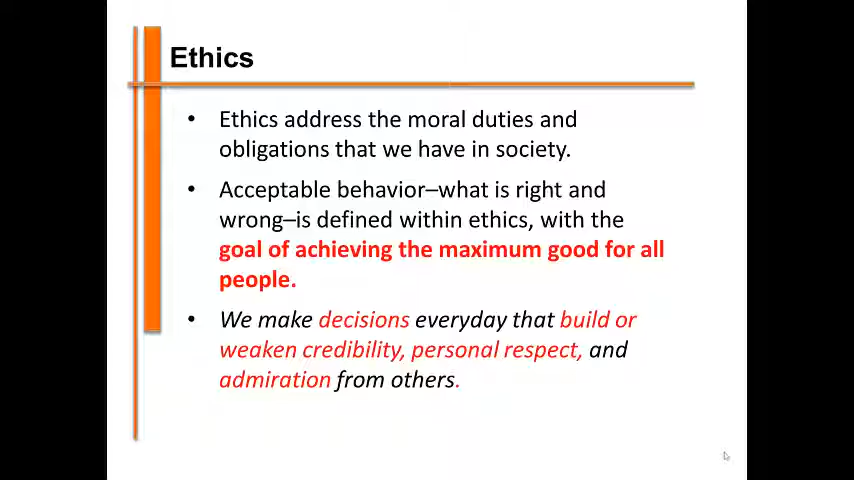 Ethics
• Ethics address the moral duties and
obligations that we have in society.
• Acceptable behavior–what is right and
wrong–is defined within ethics, with the
goal of achieving the maximum good for all
people.
• We make decisions everyday that build or
weaken credibility, personal respect, and
admiration from others.